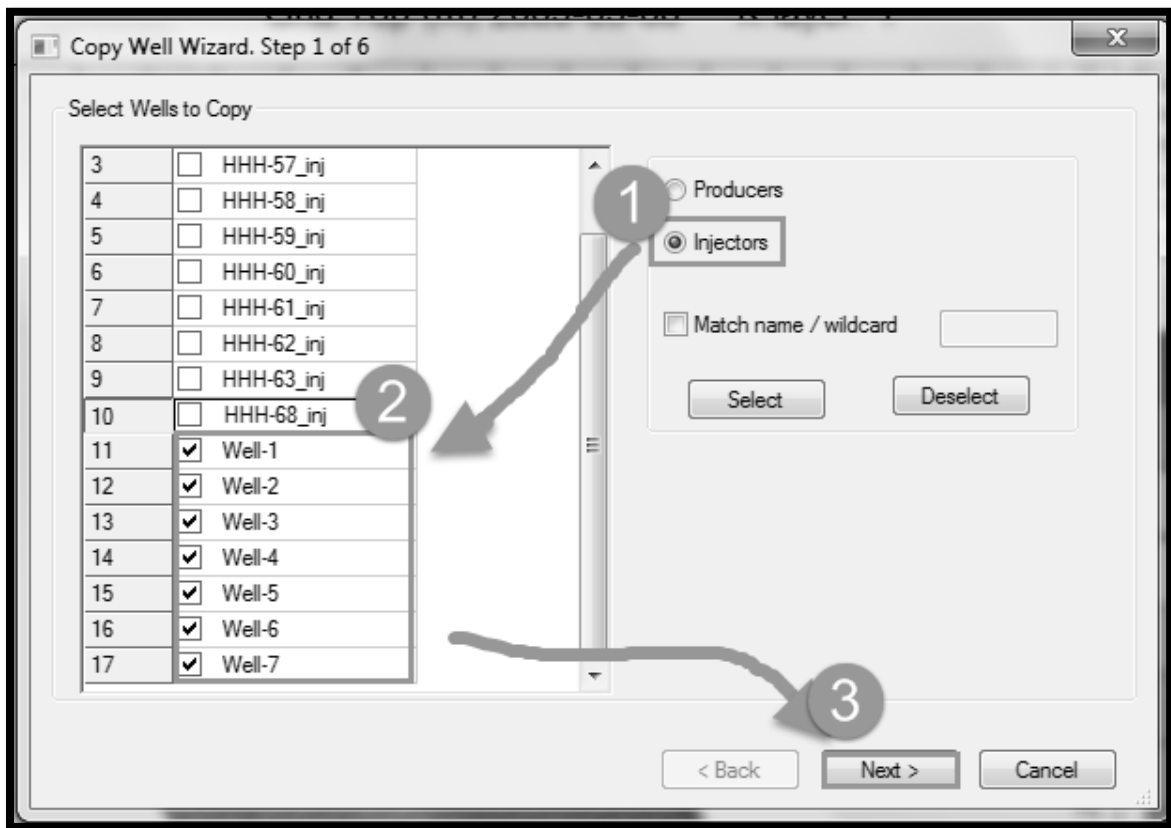 Copy Well Wizard. Step 1 of 6
Select Wells to Copy
3 HHH-57_inj
4 HHH-58_inj
5 HHH-59_inj
6 HHH-60_inj
7 HHH-61_inj
8 HHH-62_inj
9 HHH-63_inj
10 HHH-68_inj
11 Well-1
12 Well-2
13 Well-3
14 Well-4
15 Well-5
16 Well-6
17 Well-7
1
Producers
Injectors
Match name / wildcard
Select
Deselect
2
3
< Back
Next >
Cancel